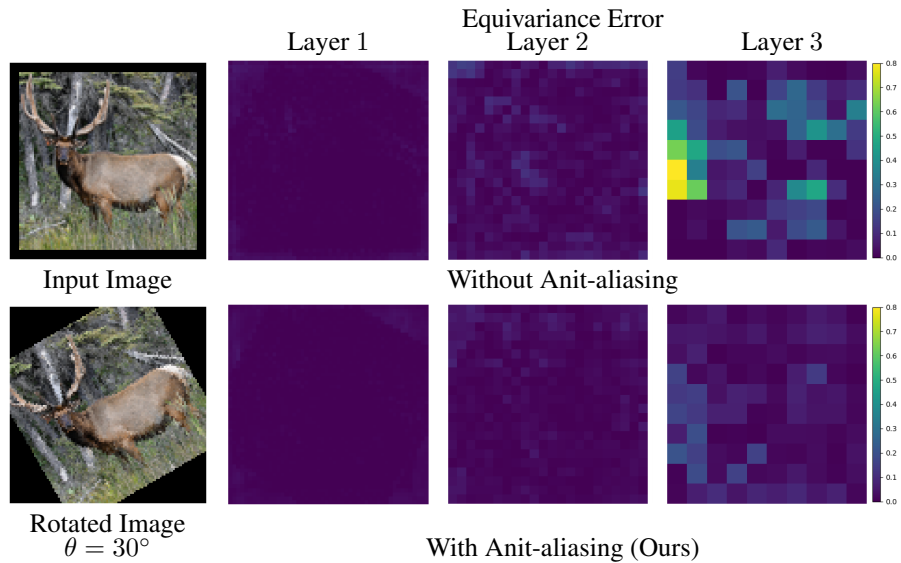 Equivariance Error
Layer 1
Layer 2
Layer 3
0.8
0.7
0.6
0.5
0.4
0.3
0.2
0.1
0.0
Input Image
Without Anit-aliasing
0.8
0.7
0.6
0.5
0.4
0.3
0.2
0.1
0.0
Rotated Image
θ = 30°
With Anit-aliasing (Ours)